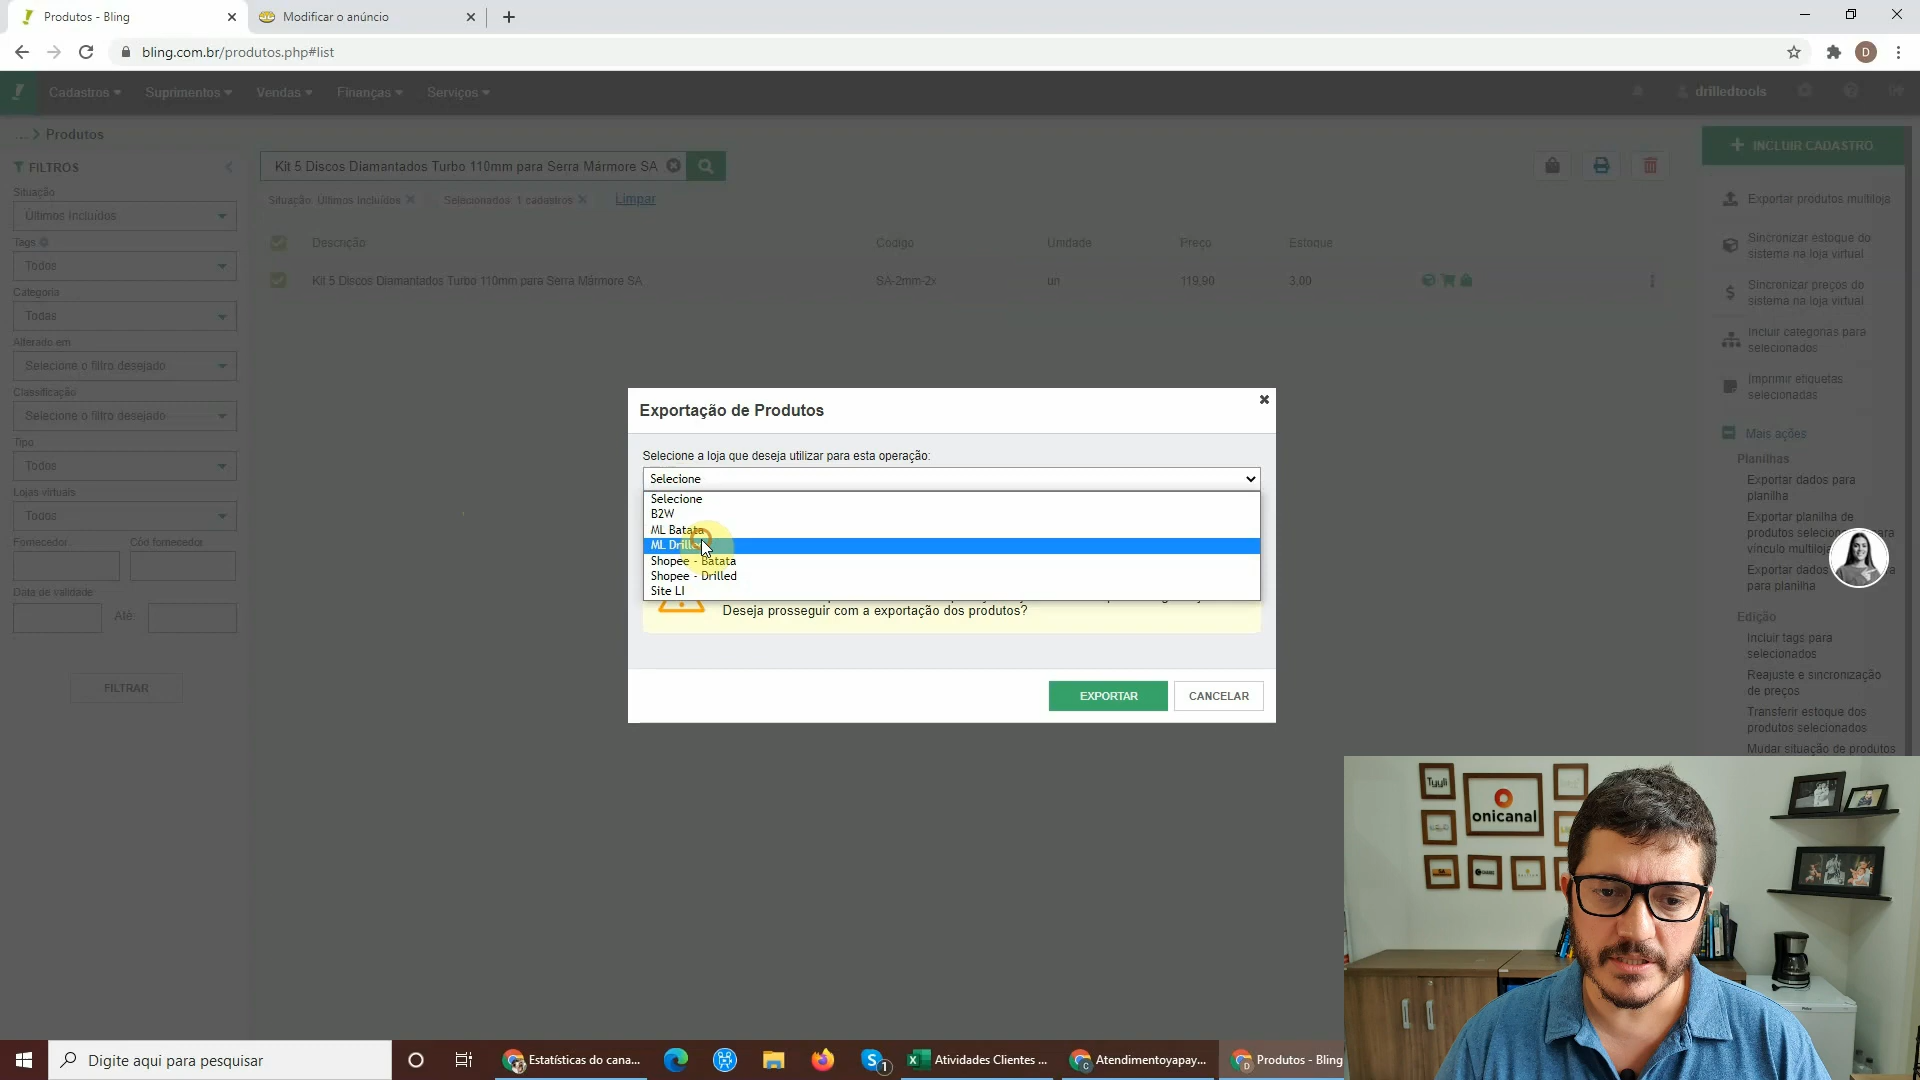 Produtos - Bling
Modificar o anúncio
bling.com.br/produtos.php#list
Cadastros
Suprimentos
Vendas
Finanças
Serviços
drilledtools
... > Produtos
INCLUIR CADASTRO
FILTROS
Situação
Últimos Incluídos
Tags
Todos
Categoria
Todas
Alterado em
Selecione o filtro desejado
Classificação
Selecione o filtro desejado
Tipo
Todos
Lojas virtuais
Todos
Fornecedor
Cód fornecedor
Data de validade
Até:
FILTRAR
Kit 5 Discos Diamantados Turbo 110mm para Serra Mármore SA
Situação: Últimos Incluídos
Selecionados: 1 cadastros
Limpar
Descrição
Código
Unidade
Preço
Estoque
Kit 5 Discos Diamantados Turbo 110mm para Serra Mármore SA
SA-2mm-2x
un
119,90
3,00
Exportar produtos multiloja
Sincronizar estoque do
sistema na loja virtual
Sincronizar preços do
sistema na loja virtual
Incluir categorias para
selecionados
Imprimir etiquetas
selecionadas
Mais ações
Planilhas
Exportar dados para
planilha
Exportar planilha de
produtos
para
vínculo multiloja
Exportar dados
para planilha
Edição
Incluir tags para
selecionados
Reajuste e sincronização
de preços
Transferir estoque dos
produtos selecionados
Mudar situação de produtos
Exportação de Produtos
Selecione a loja que deseja utilizar para esta operação:
Selecione
Selecione
B2W
ML Batata
ML
Shopee - Batata
Shopee - Drilled
Site LI
Deseja prosseguir com a exportação dos produtos?
EXPORTAR
CANCELAR
Tyuli
onicanal
Digite aqui para pesquisar
Estatísticas do cana...
1
Atividades Clientes ...
Atendimentoyapay...
Produtos - Bling